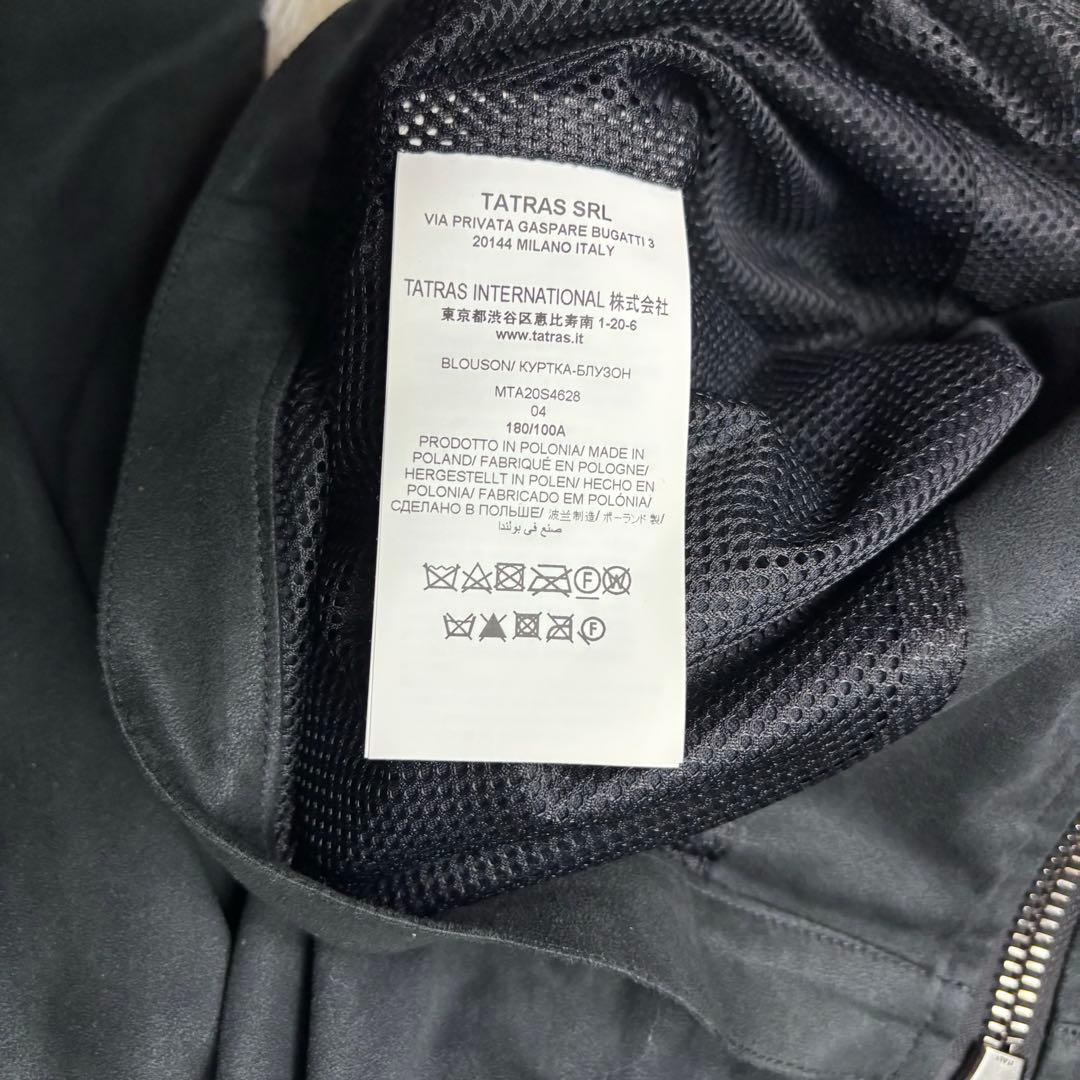 TATRAS SRL
VIA PRIVATA GASPARE BUGATTI 3
20144 MILANO ITALY
TATRAS INTERNATIONAL 株式会社
東京都渋谷区恵比寿南 1-20-6
www.tatras.it
BLOUSON/ КУРТКА-БЛУЗОН
MTA20S4628
04
180/100A
PRODOTTO IN POLONIA/ MADE IN
POLAND/ FABRIQUÉ EN POLOGNE/
HERGESTELLT IN POLEN/ HECHO EN
POLONIA/ FABRICADO EM POLÓNIA/
СДЕЛАНО В ПОЛЬШЕ/ 波兰制造/ ポーランド 製/
صنع في بولندا
F W
F